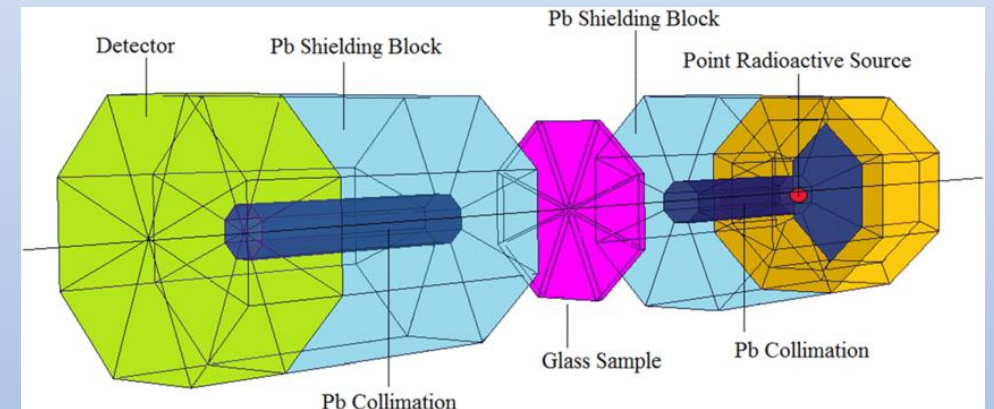 Pb Shielding Block
Detector
Pb Shielding Block
Point Radioactive Source
Glass Sample
Pb Collimation
Pb Collimation